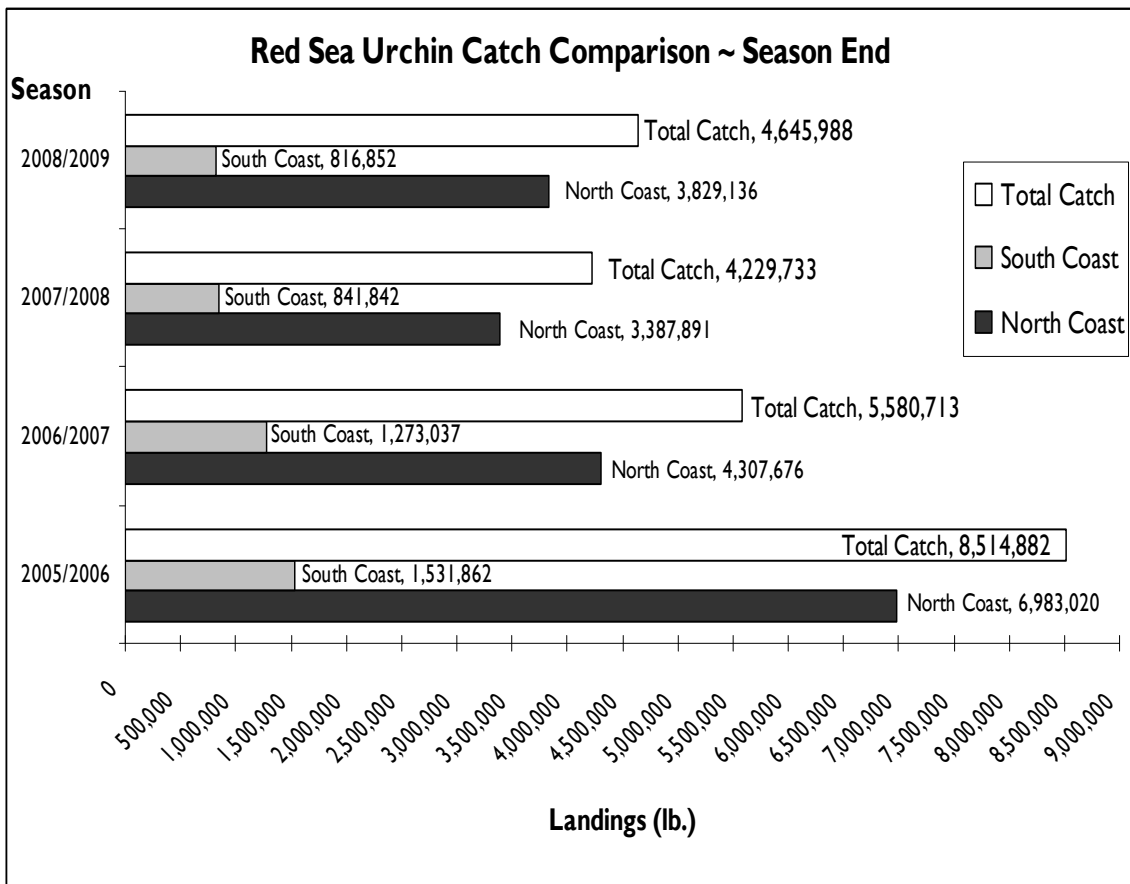 Red Sea Urchin Catch Comparison ~ Season End
Season
2008/2009
Total Catch, 4,645,988
South Coast, 816,852
North Coast, 3,829,136
2007/2008
Total Catch, 4,229,733
South Coast, 841,842
North Coast, 3,387,891
2006/2007
Total Catch, 5,580,713
South Coast, 1,273,037
North Coast, 4,307,676
2005/2006
Total Catch, 8,514,882
South Coast, 1,531,862
North Coast, 6,983,020
Total Catch
South Coast
North Coast
0
500,000
1,000,000
1,500,000
2,000,000
2,500,000
3,000,000
3,500,000
4,000,000
4,500,000
5,000,000
5,500,000
6,000,000
6,500,000
7,000,000
7,500,000
8,000,000
8,500,000
9,000,000
Landings (lb.)